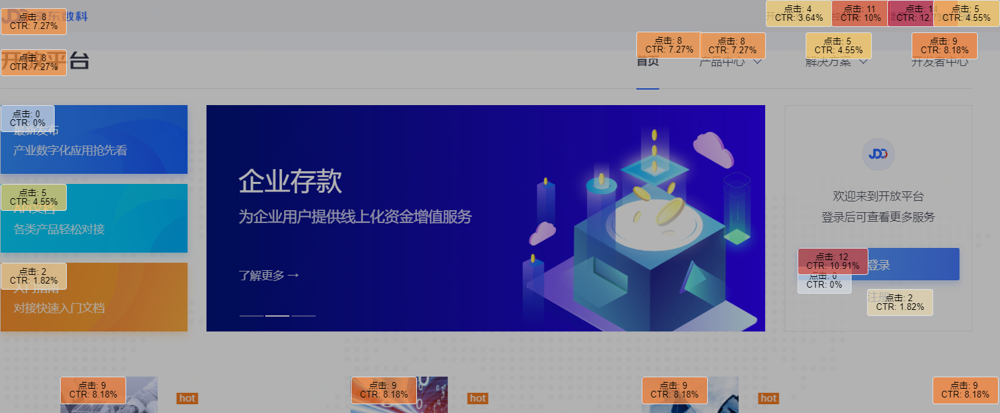 点击: 8
CTR: 7.27%
京东数科
点击: 4
CTR: 3.64%
点击: 11
CTR: 10%
点击: 14
CTR: 12.73%
点击: 5
CTR: 4.55%
点击: 8
CTR: 7.27%
开放平台
点击: 8
CTR: 7.27%
首页
点击: 8
CTR: 7.27%
产品中心
点击: 5
CTR: 4.55%
解决方案
点击: 9
CTR: 8.18%
开发者中心
点击: 0
CTR: 0%
最新发布
产业数字化应用抢先看
点击: 5
CTR: 4.55%
API文档
各类产品轻松对接
点击: 2
CTR: 1.82%
入门指南
对接快速入门文档
企业存款
为企业用户提供线上化资金增值服务
了解更多 →
JDD
欢迎来到开放平台
登录后可查看更多服务
点击: 12
CTR: 10.91%
登录
点击: 0
CTR: 0%
注册
点击: 2
CTR: 1.82%
点击: 9
CTR: 8.18%
hot
点击: 9
CTR: 8.18%
hot
点击: 9
CTR: 8.18%
hot
点击: 9
CTR: 8.18%